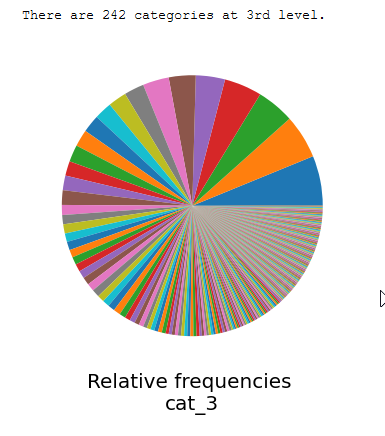 There are 242 categories at 3rd level.
Relative frequencies
cat_3